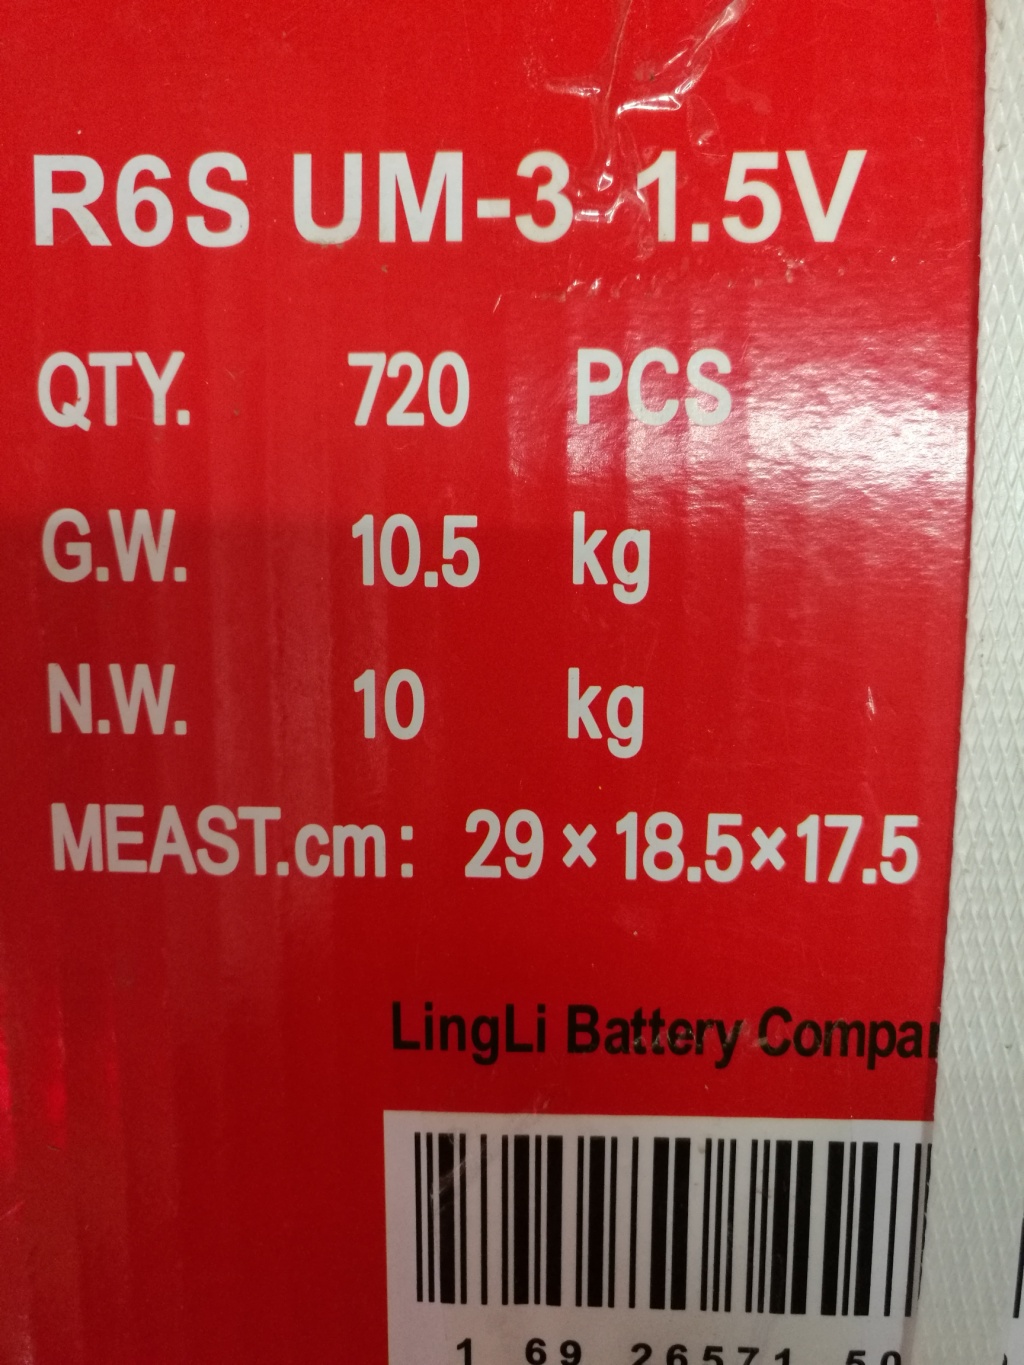 R6S UM-3 1.5V
QTY. 720 PCS
G.W. 10.5 kg
N.W. 10 kg
MEAST.cm: 29×18.5×17.5
LingLi Battery
1 69 26571 50